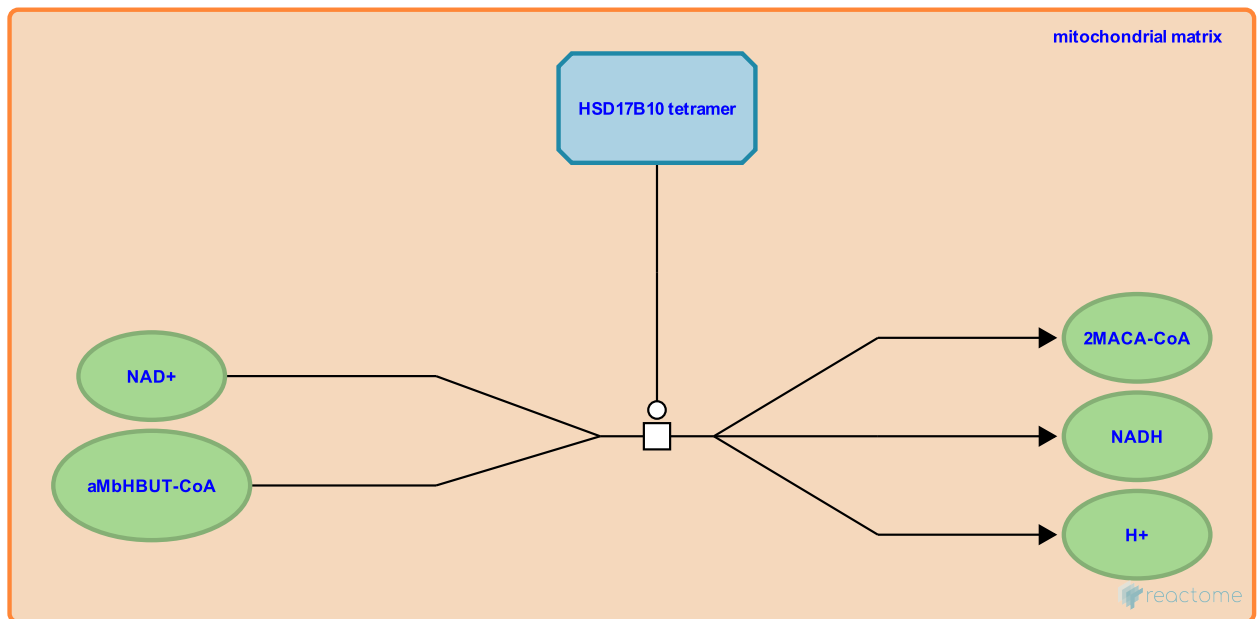 mitochondrial matrix
HSD17B10 tetramer
2MACA-CoA
NAD+
NADH
aMbHBUT-CoA
H+
reactome